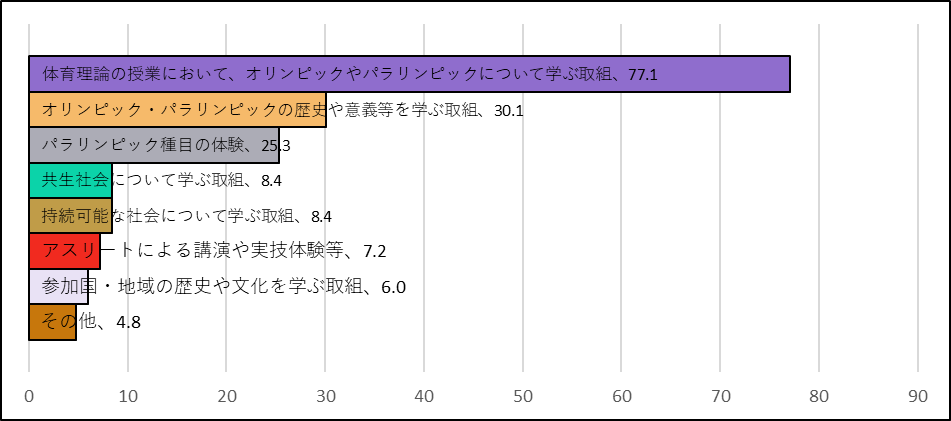 体育理論の授業において、オリンピックやパラリンピックについて学ぶ取組、77.1
オリンピック・パラリンピックの歴史や意義等を学ぶ取組、30.1
パラリンピック種目の体験、25.3
共生社会について学ぶ取組、8.4
持続可能な社会について学ぶ取組、8.4
アスリートによる講演や実技体験等、7.2
参加国・地域の歴史や文化を学ぶ取組、6.0
その他、4.8
0 10 20 30 40 50 60 70 80 90